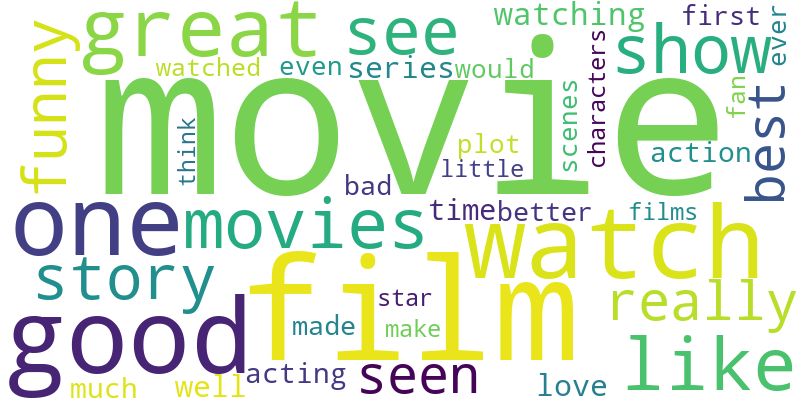 great
see
watching
first
ever
funny
watched
even
series
would
show
movie
think
scenes
characters
fan
best
plot
action
little
bad
one
movies
time
better
films
watch
story
film
really
good
star
made
make
like
much
well
acting
seen
love